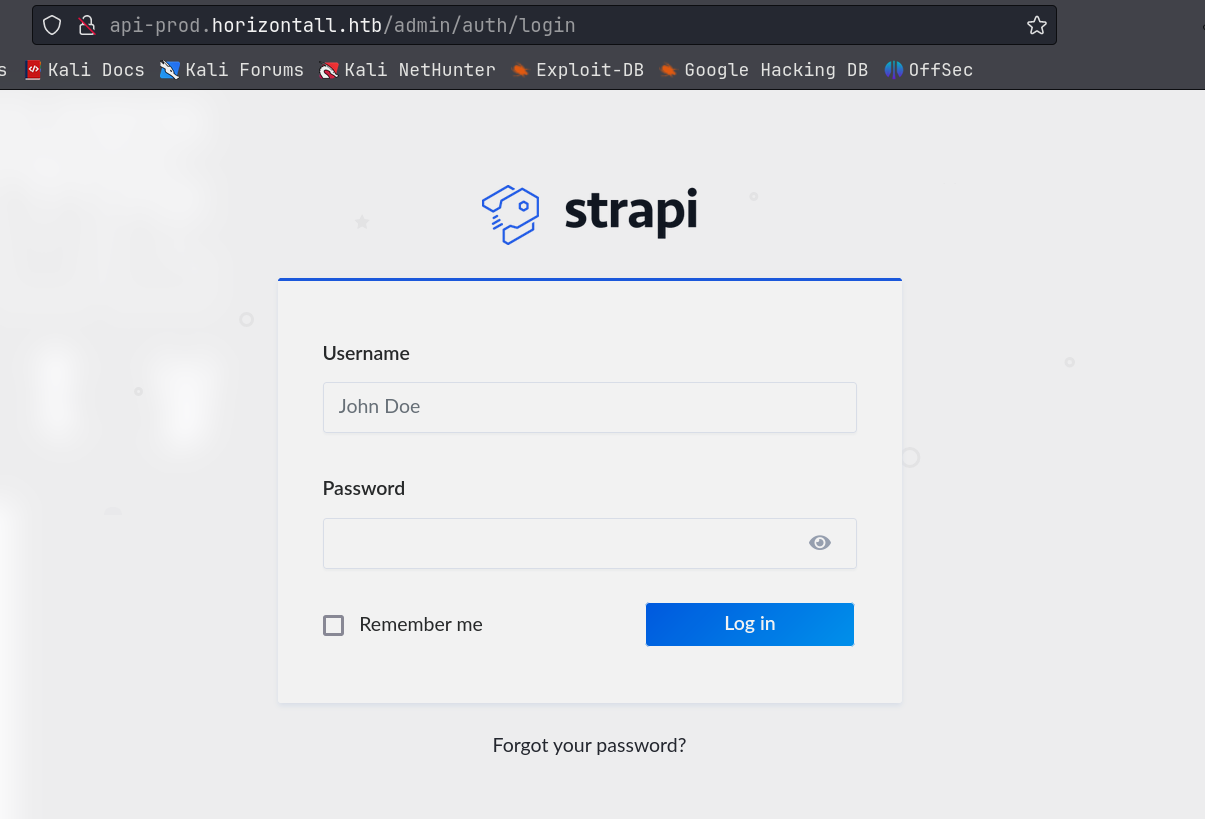 api-prod.horizontall.htb/admin/auth/login
s Kali Docs Kali Forums Kali NetHunter Exploit-DB Google Hacking DB OffSec
strapi
Username
John Doe
Password
Remember me Log in
Forgot your password?